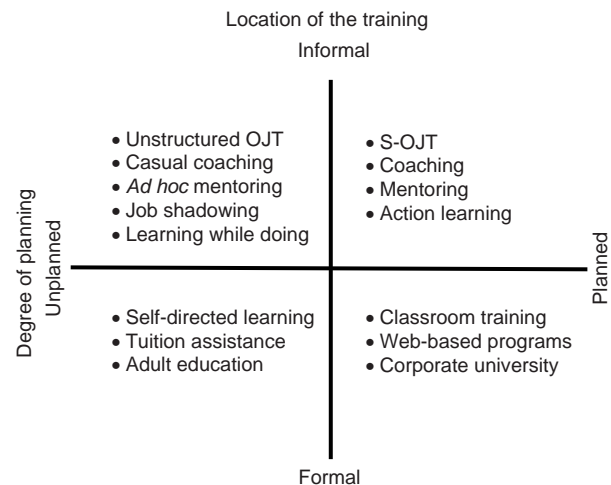 Location of the training
Informal
• Unstructured OJT
• Casual coaching
• Ad hoc mentoring
• Job shadowing
• Learning while doing
• S-OJT
• Coaching
• Mentoring
• Action learning
Degree of planning
Unplanned
Planned
• Self-directed learning
• Tuition assistance
• Adult education
• Classroom training
• Web-based programs
• Corporate university
Formal